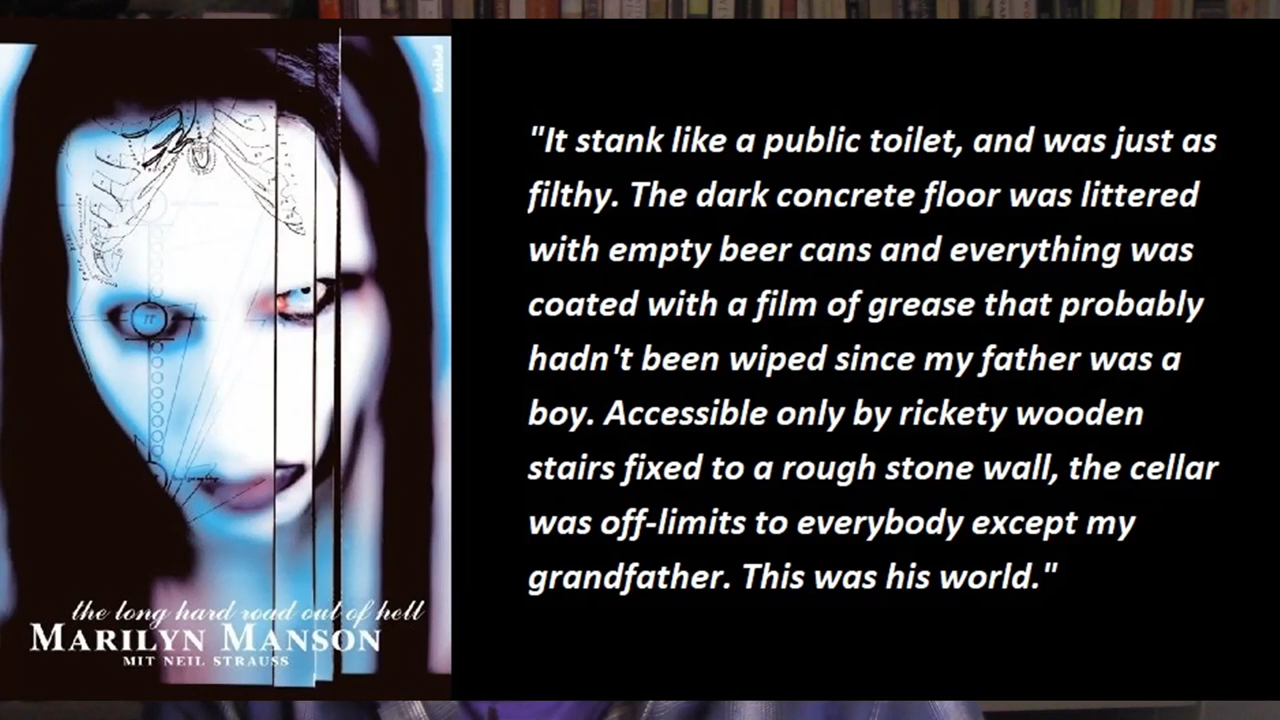 hannibal
π
the long hard road out of hell
MARILYN MANSON
MIT NEIL STRAUSS
"It stank like a public toilet, and was just as
filthy. The dark concrete floor was littered
with empty beer cans and everything was
coated with a film of grease that probably
hadn't been wiped since my father was a
boy. Accessible only by rickety wooden
stairs fixed to a rough stone wall, the cellar
was off-limits to everybody except my
grandfather. This was his world."